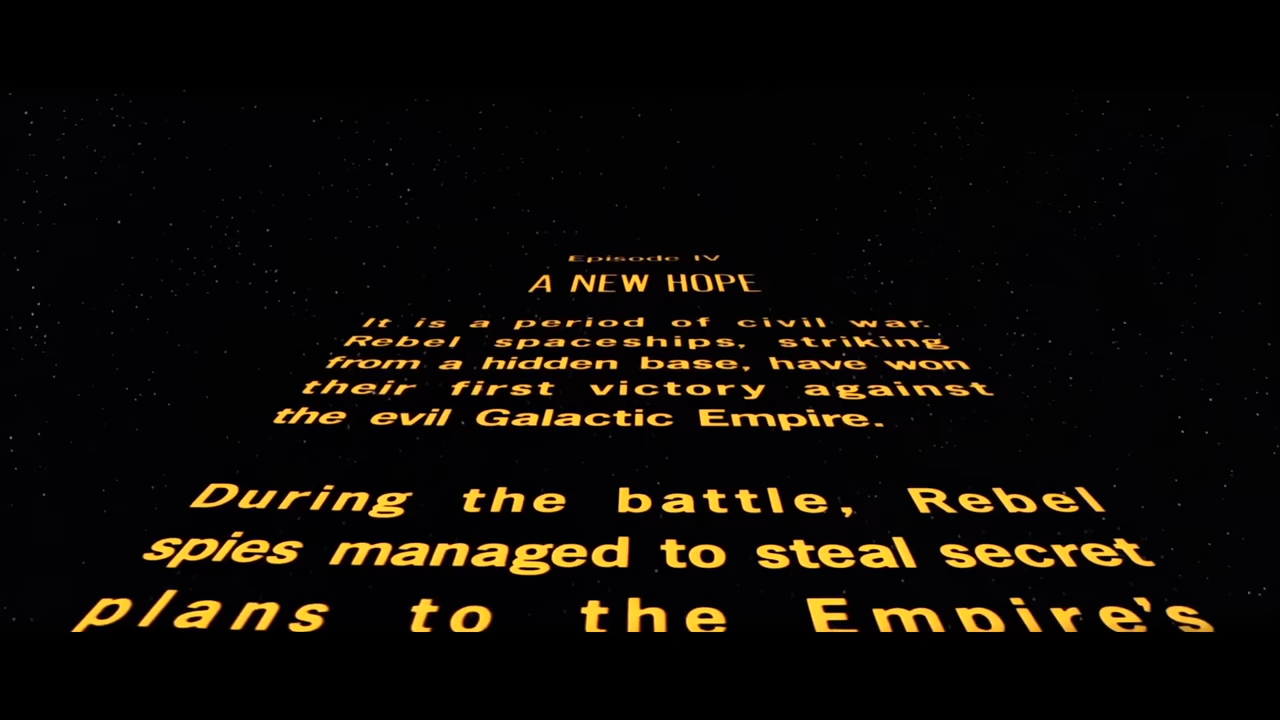 Episode IV
A NEW HOPE
It is a period of civil war.
Rebel spaceships, striking
from a hidden base, have won
their first victory against
the evil Galactic Empire.
During the battle, Rebel
spies managed to steal secret
plans to the Empire's